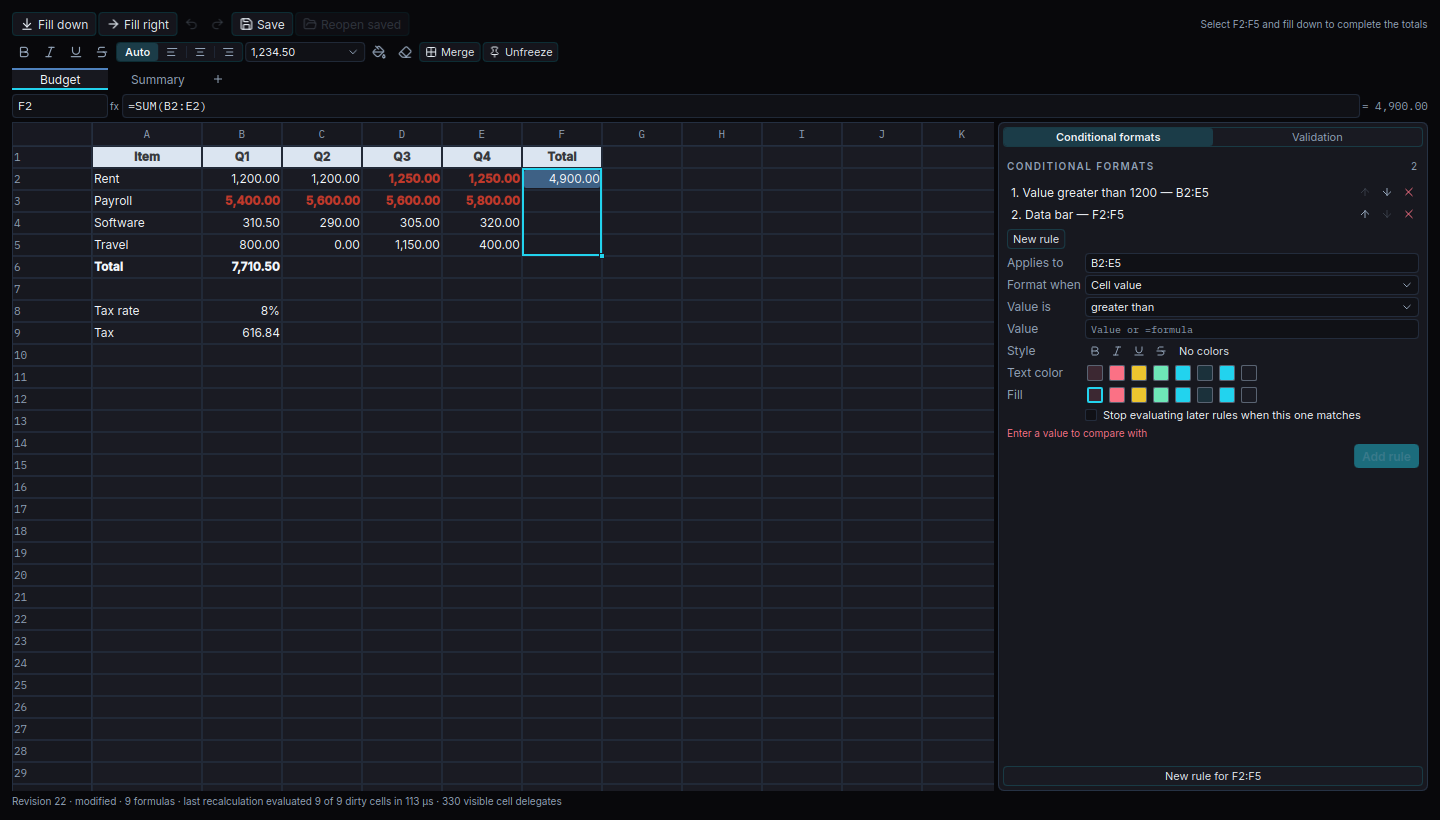 Fill down Fill right Save Reopen saved Select F2:F5 and fill down to complete the totals
B I U S Auto 1,234.50 Merge Unfreeze
Budget Summary +
F2 fx =SUM(B2:E2) = 4,900.00
A B C D E F G H I J K
1 Item Q1 Q2 Q3 Q4 Total
2 Rent 1,200.00 1,200.00 1,250.00 1,250.00 4,900.00
3 Payroll 5,400.00 5,600.00 5,600.00 5,800.00
4 Software 310.50 290.00 305.00 320.00
5 Travel 800.00 0.00 1,150.00 400.00
6 Total 7,710.50
7
8 Tax rate 8%
9 Tax 616.84
10
11
12
13
14
15
16
17
18
19
20
21
22
23
24
25
26
27
28
29
Conditional formats Validation
CONDITIONAL FORMATS 2
1. Value greater than 1200 — B2:E5
2. Data bar — F2:F5
New rule
Applies to B2:E5
Format when Cell value
Value is greater than
Value Value or =formula
Style B I U S No colors
Text color
Fill
Stop evaluating later rules when this one matches
Enter a value to compare with
Add rule
New rule for F2:F5
Revision 22 · modified · 9 formulas · last recalculation evaluated 9 of 9 dirty cells in 113 µs · 330 visible cell delegates